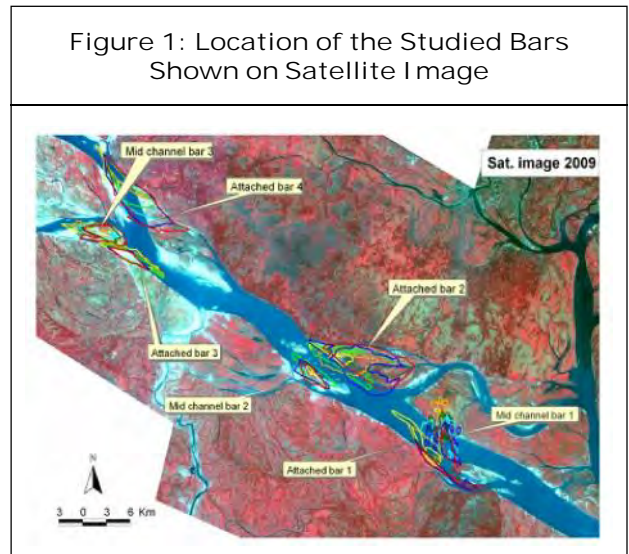 Figure 1: Location of the Studied Bars
Shown on Satellite Image
Sat. image 2009
Mid channel bar 3
Attached bar 4
Attached bar 2
Attached bar 3
Mid channel bar 2
Mid channel bar 1
Attached bar 1
N
3 0 3 6 Km